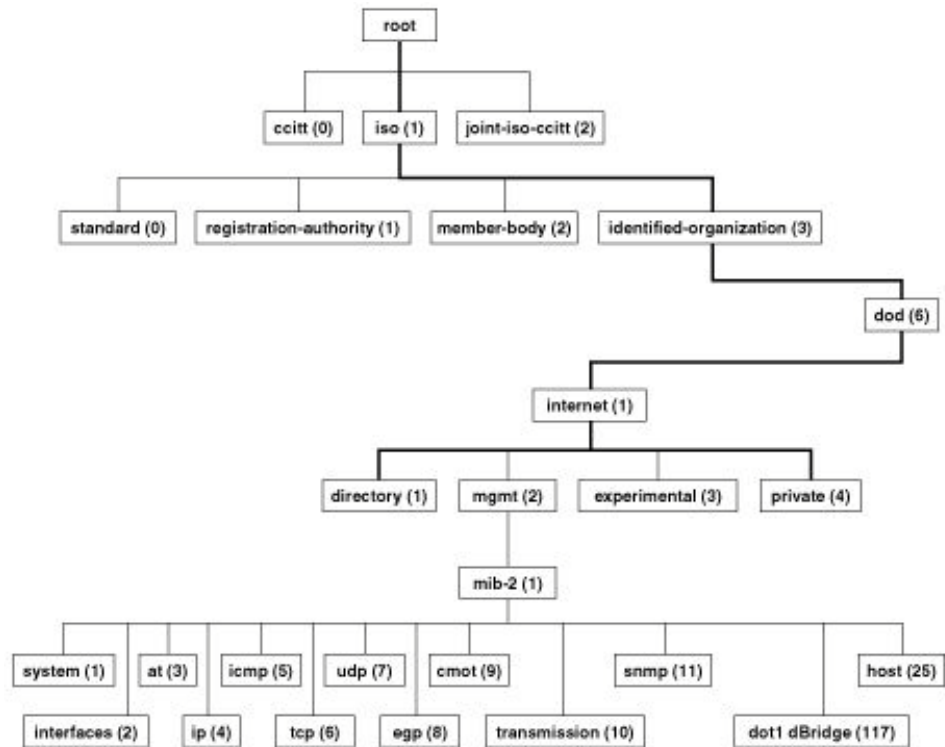 root
ccitt (0)
iso (1)
joint-iso-ccitt (2)
standard (0)
registration-authority (1)
member-body (2)
identified-organization (3)
dod (6)
internet (1)
directory (1)
mgmt (2)
experimental (3)
private (4)
mib-2 (1)
system (1)
at (3)
icmp (5)
udp (7)
cmot (9)
snmp (11)
host (25)
interfaces (2)
ip (4)
tcp (6)
egp (8)
transmission (10)
dot1 dBridge (117)